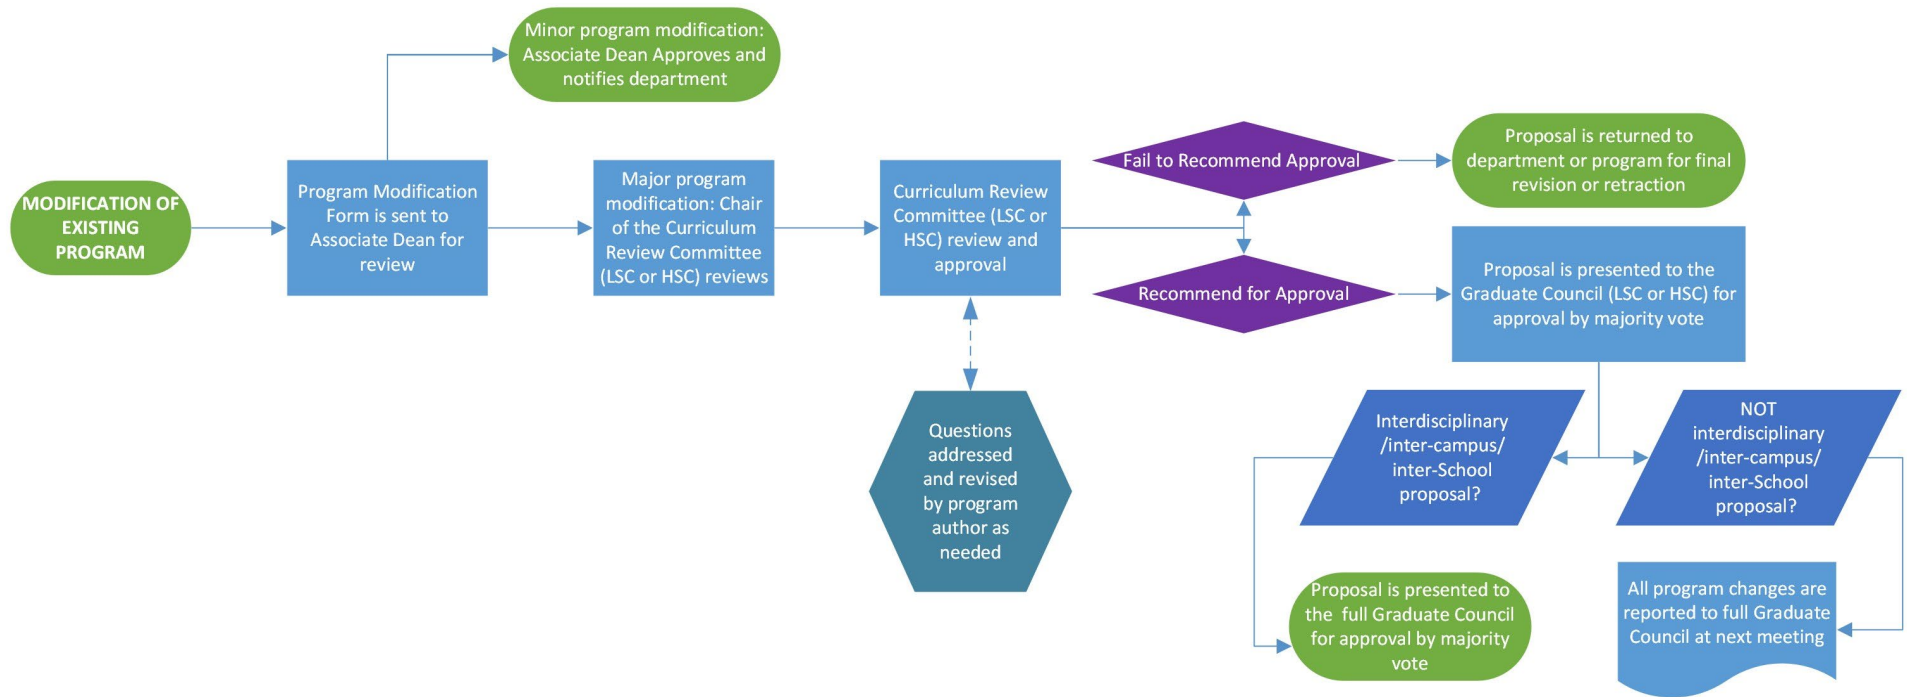 Minor program modification:
Associate Dean Approves and
notifies department
MODIFICATION OF
EXISTING
PROGRAM
Program Modification
Form is sent to
Associate Dean for
review
Major program
modification: Chair
of the Curriculum
Review Committee
(LSC or HSC) reviews
Curriculum Review
Committee (LSC or
HSC) review and
approval
Questions
addressed
and revised
by program
author as
needed
Fail to Recommend Approval
Proposal is returned to
department or program for final
revision or retraction
Recommend for Approval
Proposal is presented to the
Graduate Council (LSC or HSC) for
approval by majority vote
Interdisciplinary
/inter-campus/
inter-School
proposal?
NOT
interdisciplinary
/inter-campus/
inter-School
proposal?
Proposal is presented to
the full Graduate Council
for approval by majority
vote
All program changes are
reported to full Graduate
Council at next meeting